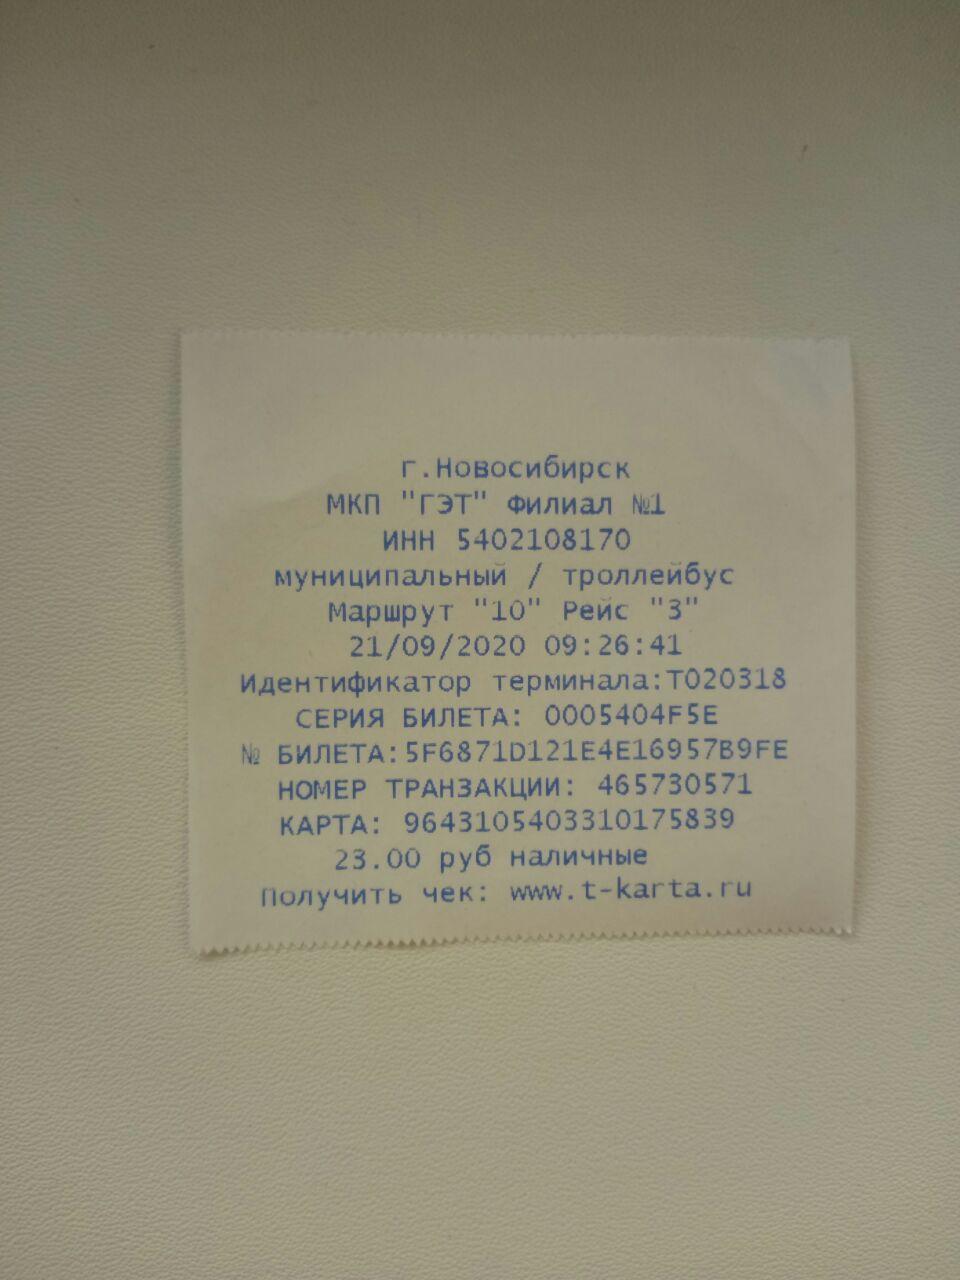 г.Новосибирск
МКП "ГЭТ" Филиал №1
ИНН 5402108170
муниципальный / троллейбус
Маршрут "10" Рейс "3"
21/09/2020 09:26:41
Идентификатор терминала:T020318
СЕРИЯ БИЛЕТА: 0005404F5E
№ БИЛЕТА:5F6871D121E4E16957B9FE
НОМЕР ТРАНЗАКЦИИ: 465730571
КАРТА: 9643105403310175839
23.00 руб наличные
Получить чек: www.t-karta.ru